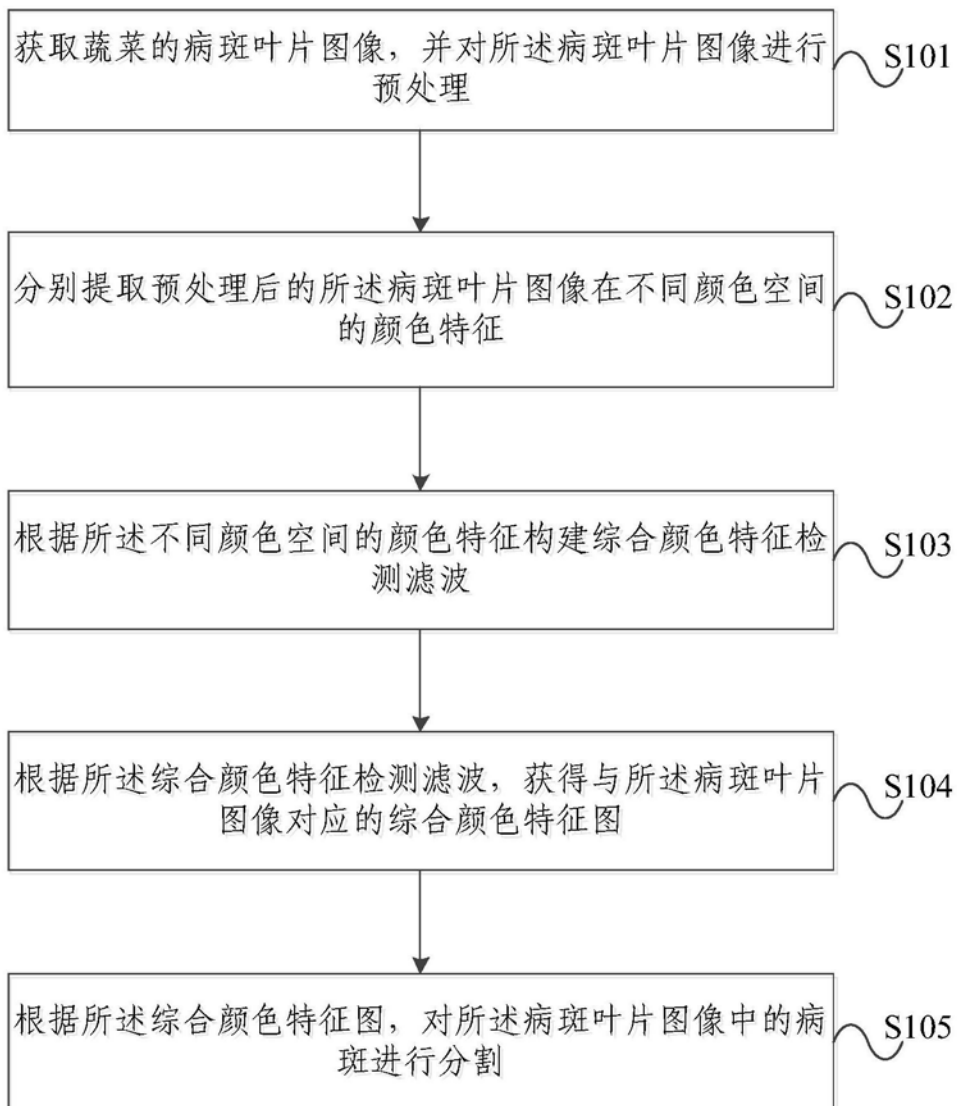 获取蔬菜的病斑叶片图像，并对所述病斑叶片图像进行
预处理
S101
分别提取预处理后的所述病斑叶片图像在不同颜色空间
的颜色特征
S102
根据所述不同颜色空间的颜色特征构建综合颜色特征检
测滤波
S103
根据所述综合颜色特征检测滤波，获得与所述病斑叶片
图像对应的综合颜色特征图
S104
根据所述综合颜色特征图，对所述病斑叶片图像中的病
斑进行分割
S105